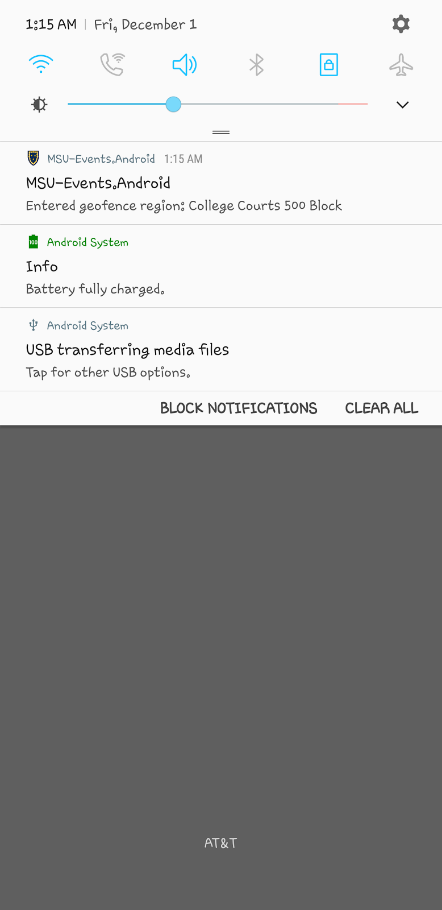 1:15 AM | Fri, December 1
MSU-Events.Android 1:15 AM
MSU-Events.Android
Entered geofence region: College Courts 500 Block
100 Android System
Info
Battery fully charged.
Android System
USB transferring media files
Tap for other USB options.
BLOCK NOTIFICATIONS CLEAR ALL
AT&T